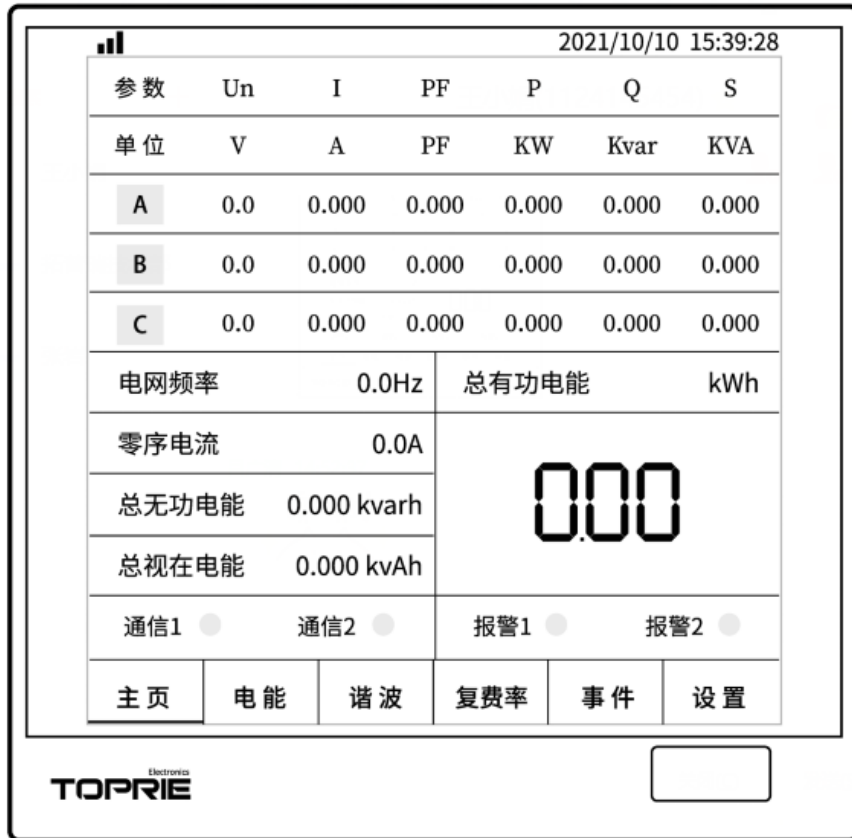 2021/10/10 15:39:28
参数 Un I PF P Q S
单位 V A PF KW Kvar KVA
A 0.0 0.000 0.000 0.000 0.000 0.000
B 0.0 0.000 0.000 0.000 0.000 0.000
C 0.0 0.000 0.000 0.000 0.000 0.000
电网频率 0.0Hz 总有功电能 kWh
零序电流 0.0A
0.00
总无功电能 0.000 kvarh
总视在电能 0.000 kvAh
通信1 通信2 报警1 报警2
主页 电能 谐波 复费率 事件 设置
Electronics
TOPRIE